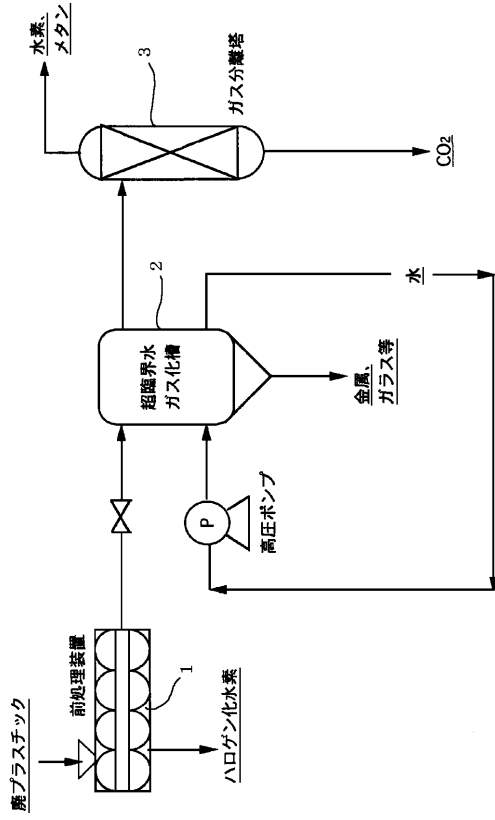 廃プラスチック
前処理装置
1
ハロゲン化水素
P
高圧ポンプ
超臨界水
ガス化槽
2
金属、
ガラス等
水
水素、
メタン
3
ガス分離塔
CO2